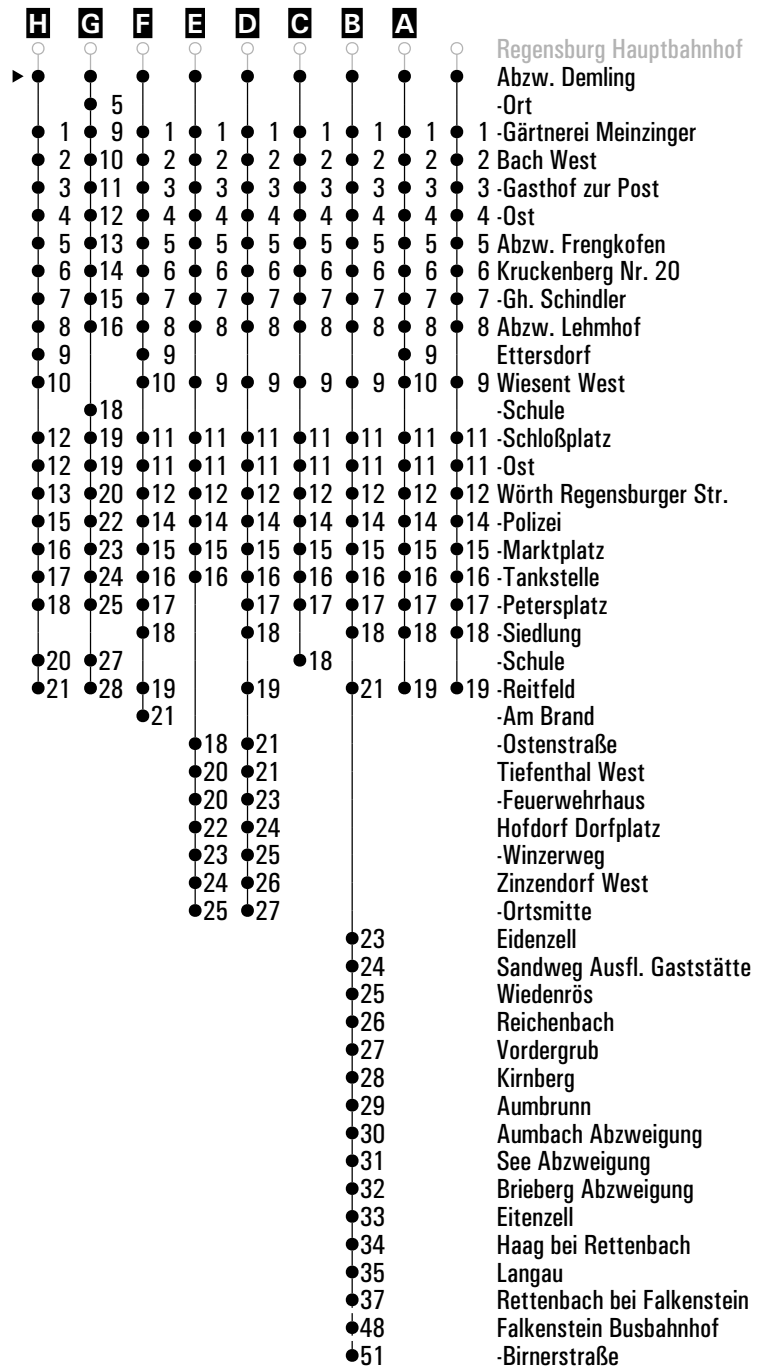 H G F E D C B A
Regensburg Hauptbahnhof
Abzw. Demling
5 -Ort
1 9 1 1 1 1 1 1 1 -Gärtnerei Meinzinger
2 10 2 2 2 2 2 2 2 Bach West
3 11 3 3 3 3 3 3 3 -Gasthof zur Post
4 12 4 4 4 4 4 4 4 -Ost
5 13 5 5 5 5 5 5 5 Abzw. Frengkofen
6 14 6 6 6 6 6 6 6 Kruckenberg Nr. 20
7 15 7 7 7 7 7 7 7 -Gh. Schindler
8 16 8 8 8 8 8 8 8 Abzw. Lehmhof
9 9 9 Ettersdorf
10 10 9 9 9 9 10 9 Wiesent West
18 -Schule
12 19 11 11 11 11 11 11 11 -Schloßplatz
12 19 11 11 11 11 11 11 11 -Ost
13 20 12 12 12 12 12 12 12 Wörth Regensburger Str.
15 22 14 14 14 14 14 14 14 -Polizei
16 23 15 15 15 15 15 15 15 -Marktplatz
17 24 16 16 16 16 16 16 16 -Tankstelle
18 25 17 17 17 17 17 17 -Petersplatz
18 18 18 18 18 -Siedlung
20 27 18 -Schule
21 28 19 19 21 19 19 -Reitfeld
21 -Am Brand
18 21 -Ostenstraße
20 21 Tiefenthal West
20 23 -Feuerwehrhaus
22 24 Hofdorf Dorfplatz
23 25 -Winzerweg
24 26 Zinzendorf West
25 27 -Ortsmitte
23 Eidenzell
24 Sandweg Ausfl. Gaststätte
25 Wiedenrös
26 Reichenbach
27 Vordergrub
28 Kirnberg
29 Aumbrunn
30 Aumbach Abzweigung
31 See Abzweigung
32 Brieberg Abzweigung
33 Eitenzell
34 Haag bei Rettenbach
35 Langau
37 Rettenbach bei Falkenstein
48 Falkenstein Busbahnhof
51 -Birnerstraße